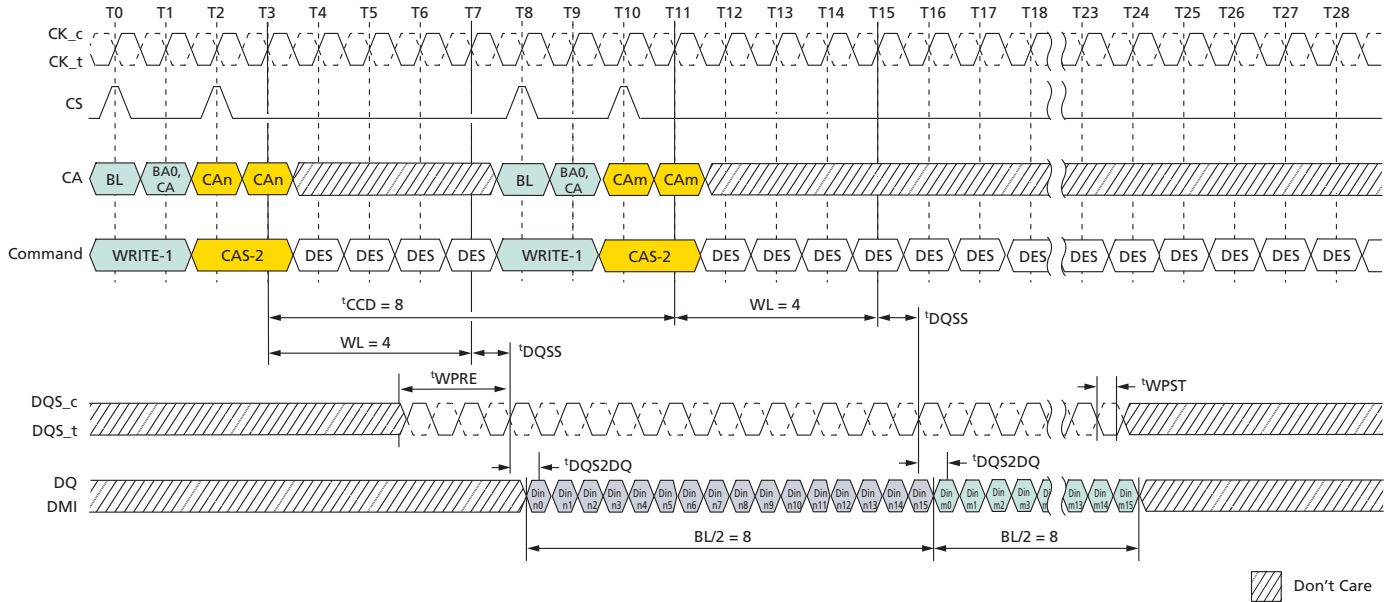 T0 T1 T2 T3 T4 T5 T6 T7 T8 T9 T10 T11 T12 T13 T14 T15 T16 T17 T18 T23 T24 T25 T26 T27 T28
CK_c
CK_t
CS
CA BL BA0, CA CAn CAn BL BA0, CA CAm CAm
Command WRITE-1 CAS-2 DES DES DES DES WRITE-1 CAS-2 DES DES DES DES DES DES DES DES DES DES DES DES DES
tCCD = 8 WL = 4 tDQSS
WL = 4 tDQSS
tWPRE tWPST
DQS_c
DQS_t
tDQS2DQ tDQS2DQ
DQ
DMI
Din n0 Din n1 Din n2 Din n3 Din n4 Din n5 Din n6 Din n7 Din n8 Din n9 Din n10 Din n11 Din n12 Din n13 Din n14 Din n15 Din m0 Din m1 Din m2 Din m3 Din m13 Din m14 Din m15
BL/2 = 8 BL/2 = 8
Don't Care